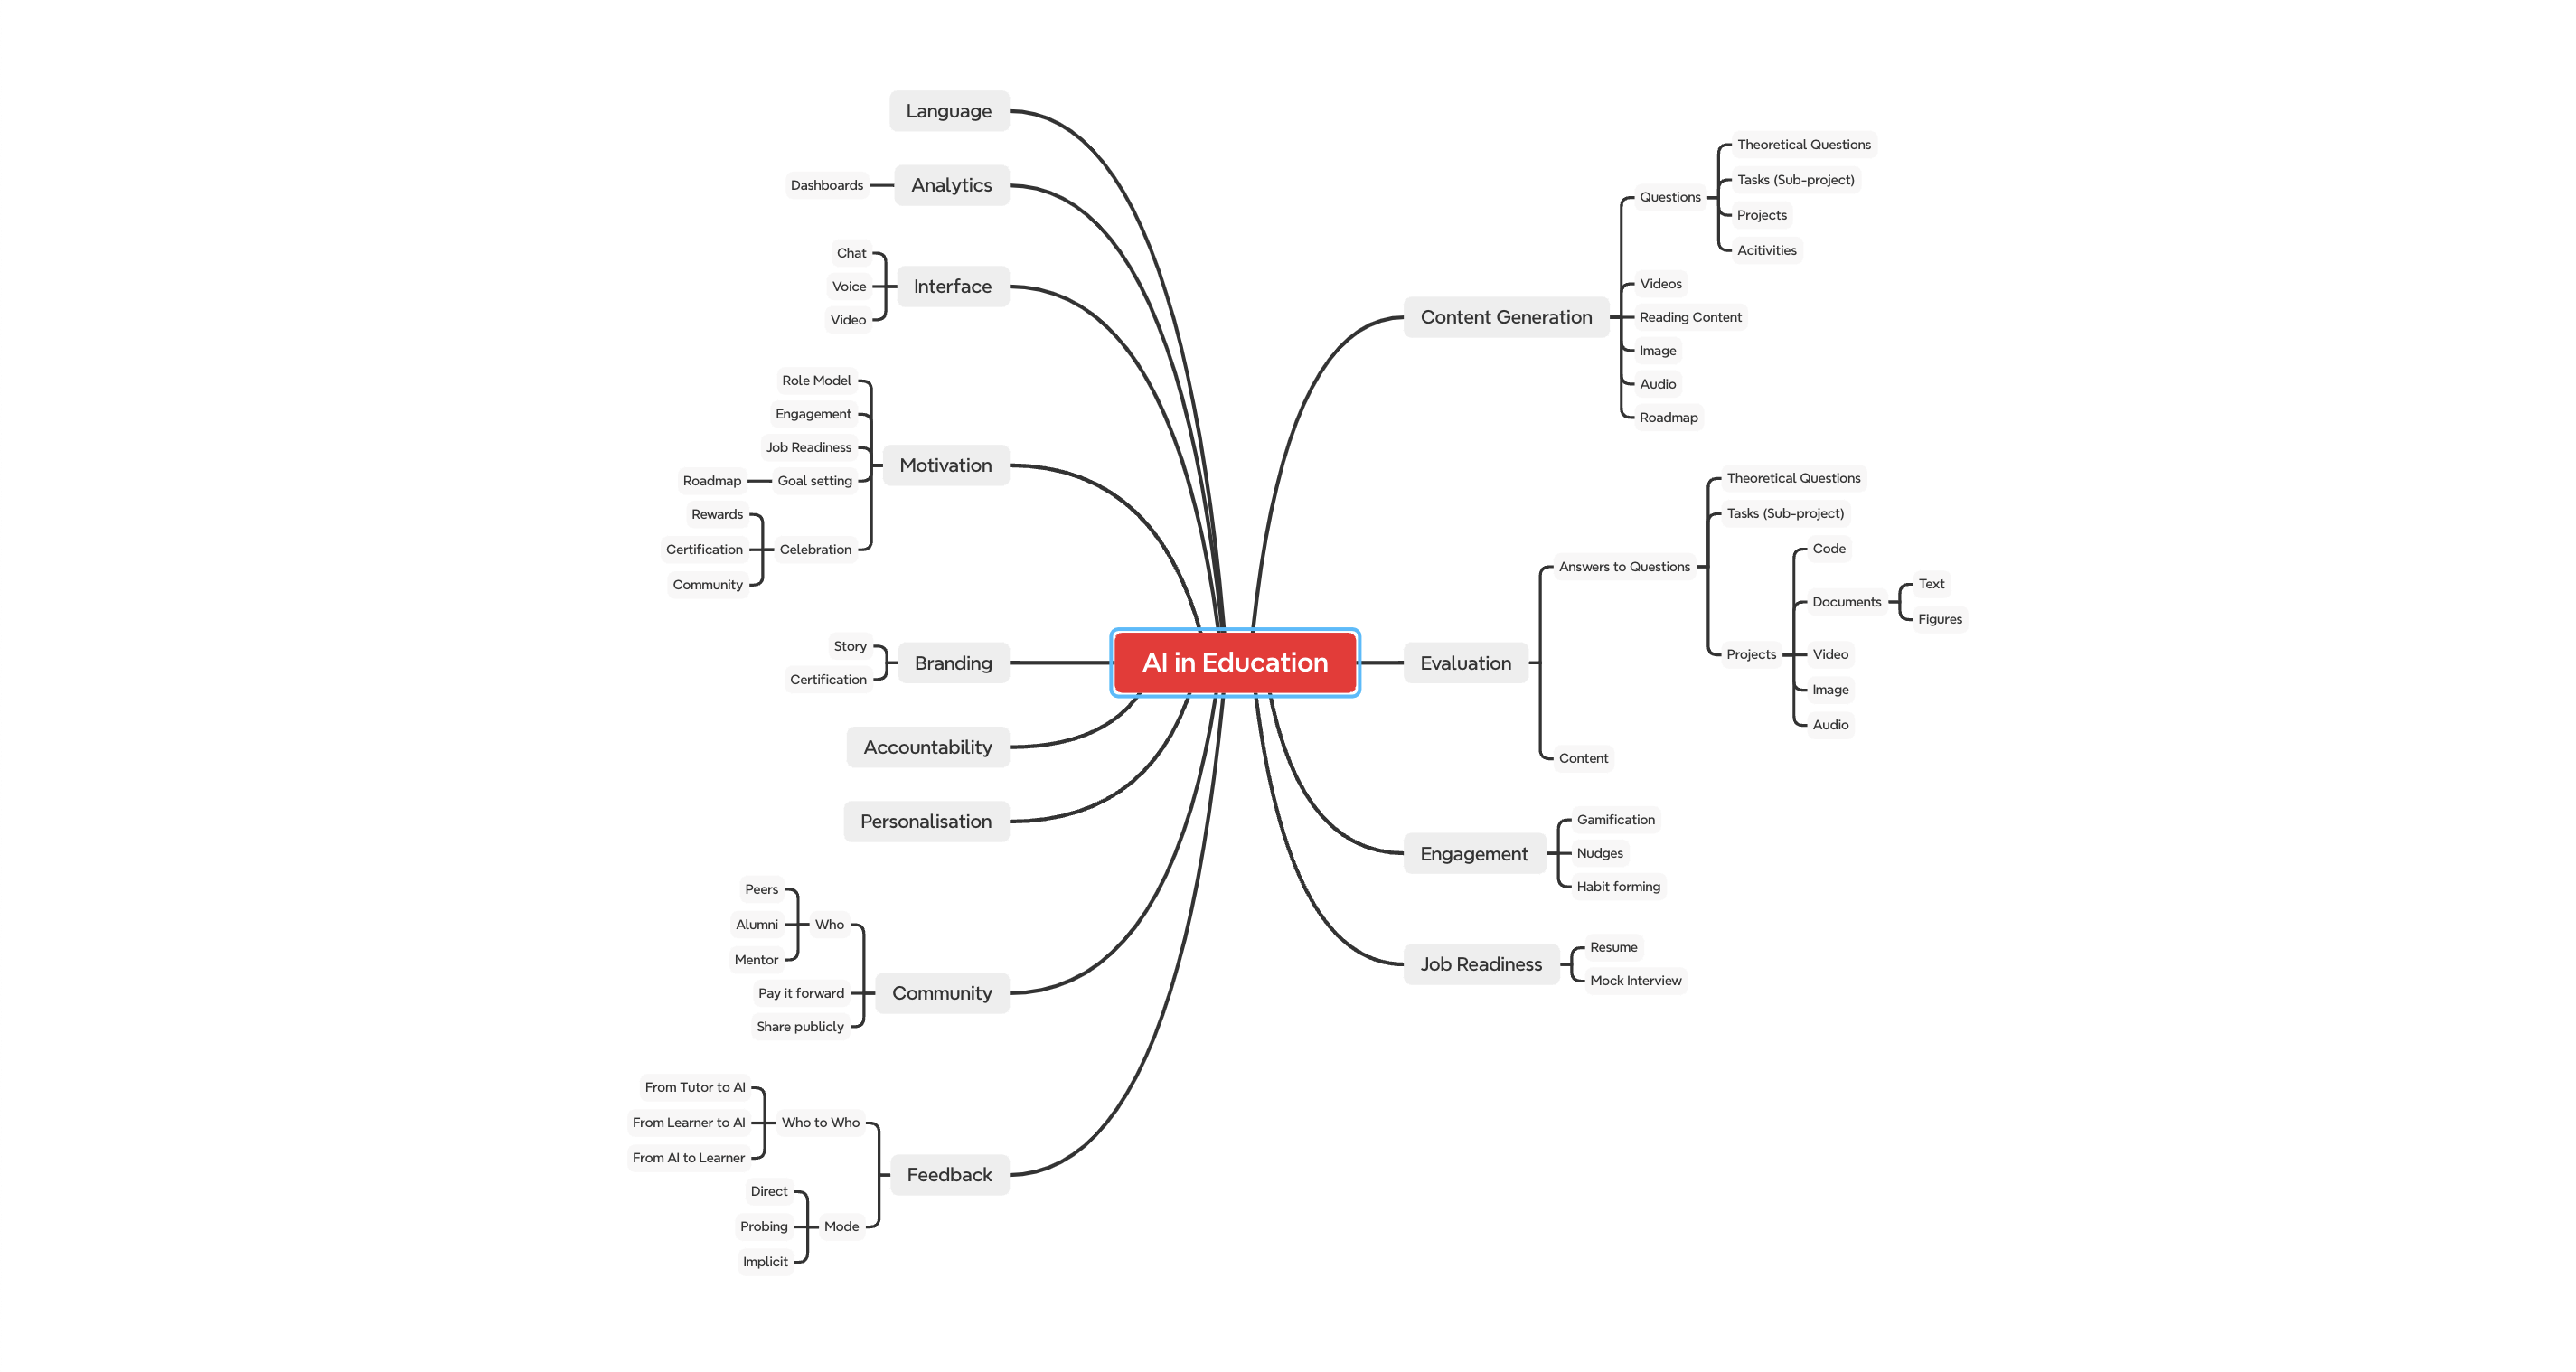 AI in Education
Content Generation
Questions
Theoretical Questions
Tasks (Sub-project)
Projects
Acitivities
Videos
Reading Content
Image
Audio
Roadmap
Evaluation
Answers to Questions
Theoretical Questions
Tasks (Sub-project)
Projects
Code
Documents
Text
Figures
Video
Image
Audio
Content
Engagement
Gamification
Nudges
Habit forming
Job Readiness
Resume
Mock Interview
Language
Analytics
Dashboards
Interface
Chat
Voice
Video
Motivation
Role Model
Engagement
Job Readiness
Goal setting
Roadmap
Celebration
Rewards
Certification
Community
Branding
Story
Certification
Accountability
Personalisation
Community
Who
Peers
Alumni
Mentor
Pay it forward
Share publicly
Feedback
Who to Who
From Tutor to AI
From Learner to AI
From AI to Learner
Mode
Direct
Probing
Implicit